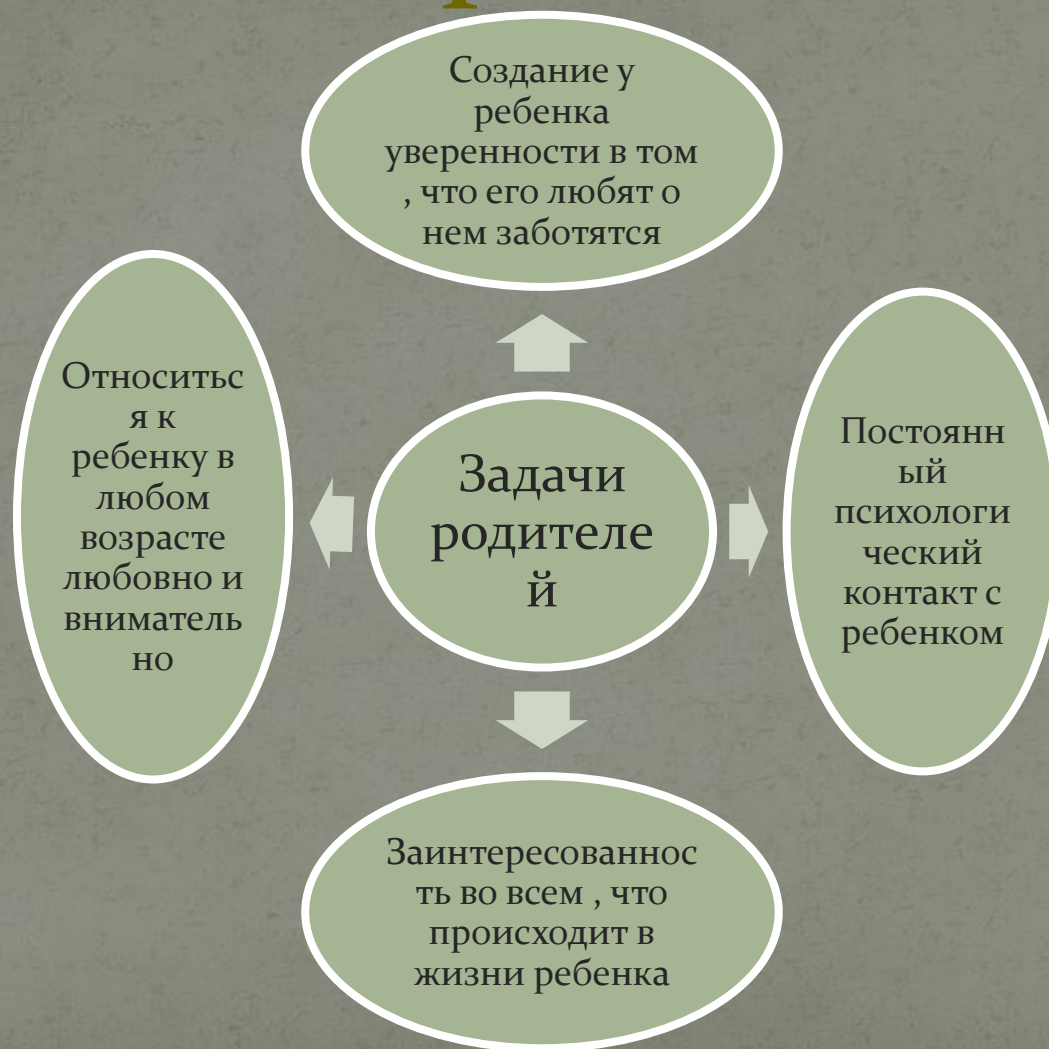 Создание у
ребенка
уверенности в том
, что его любят о
нем заботятся
Относитьс
я к
ребенку в
любом
возрасте
любовно и
вниматель
но
Задачи
родителе
й
Постоянн
ый
психологи
ческий
контакт с
ребенком
Заинтересованнос
ть во всем , что
происходит в
жизни ребенка